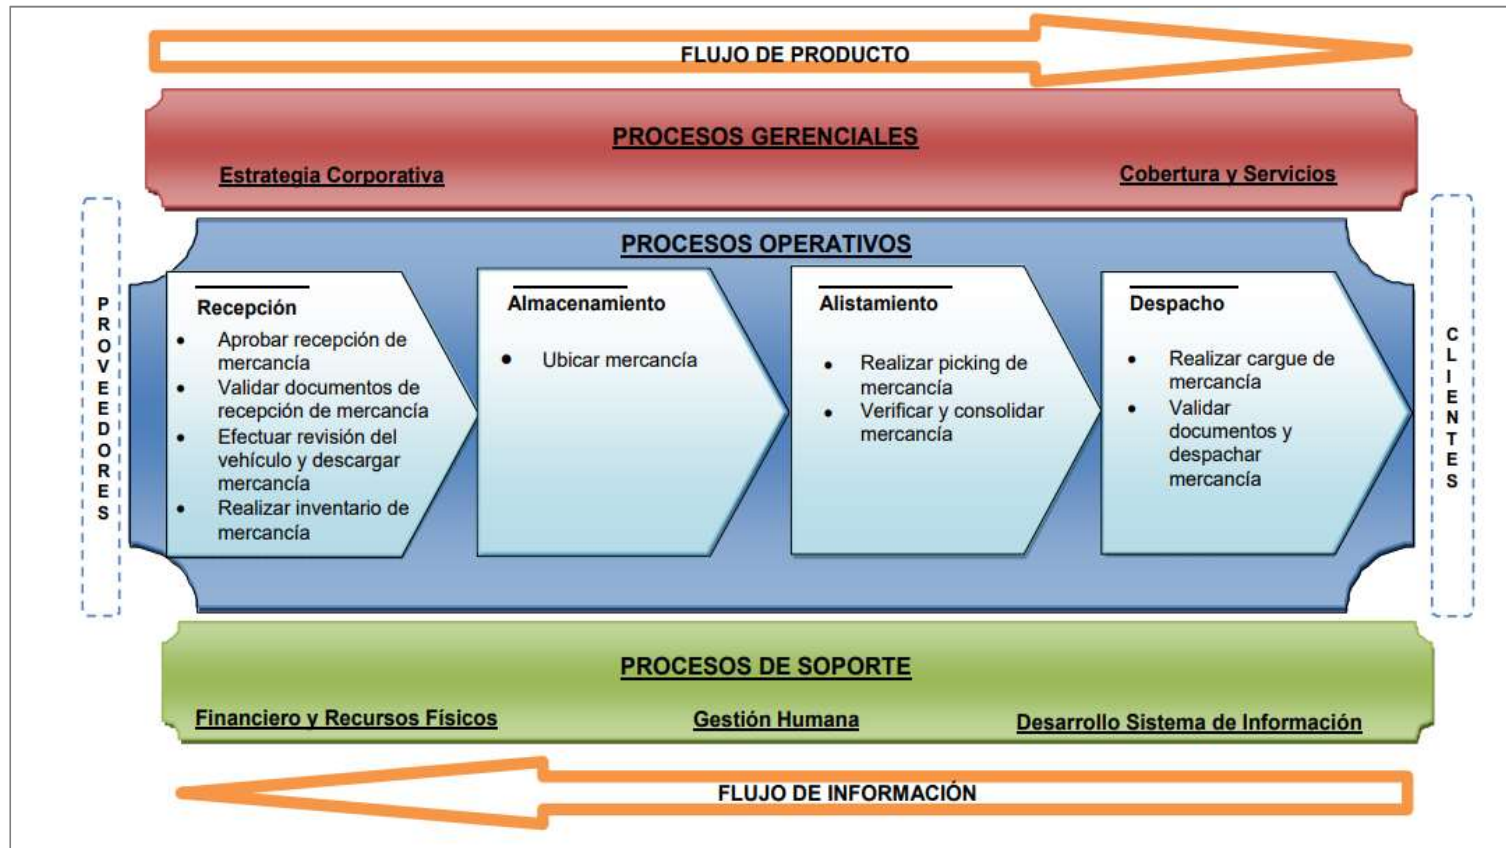 FLUJO DE PRODUCTO
PROCESOS GERENCIALES
Estrategia Corporativa
Cobertura y Servicios
PROVEEDORES
PROCESOS OPERATIVOS
Recepción
• Aprobar recepción de
mercancía
• Validar documentos de
recepción de mercancía
• Efectuar revisión del
vehículo y descargar
mercancía
• Realizar inventario de
mercancía
Almacenamiento
• Ubicar mercancía
Alistamiento
• Realizar picking de
mercancía
• Verificar y consolidar
mercancía
Despacho
• Realizar cargue de
mercancía
• Validar
documentos y
despachar
mercancía
CLIENTES
PROCESOS DE SOPORTE
Financiero y Recursos Físicos
Gestión Humana
Desarrollo Sistema de Información
FLUJO DE INFORMACIÓN